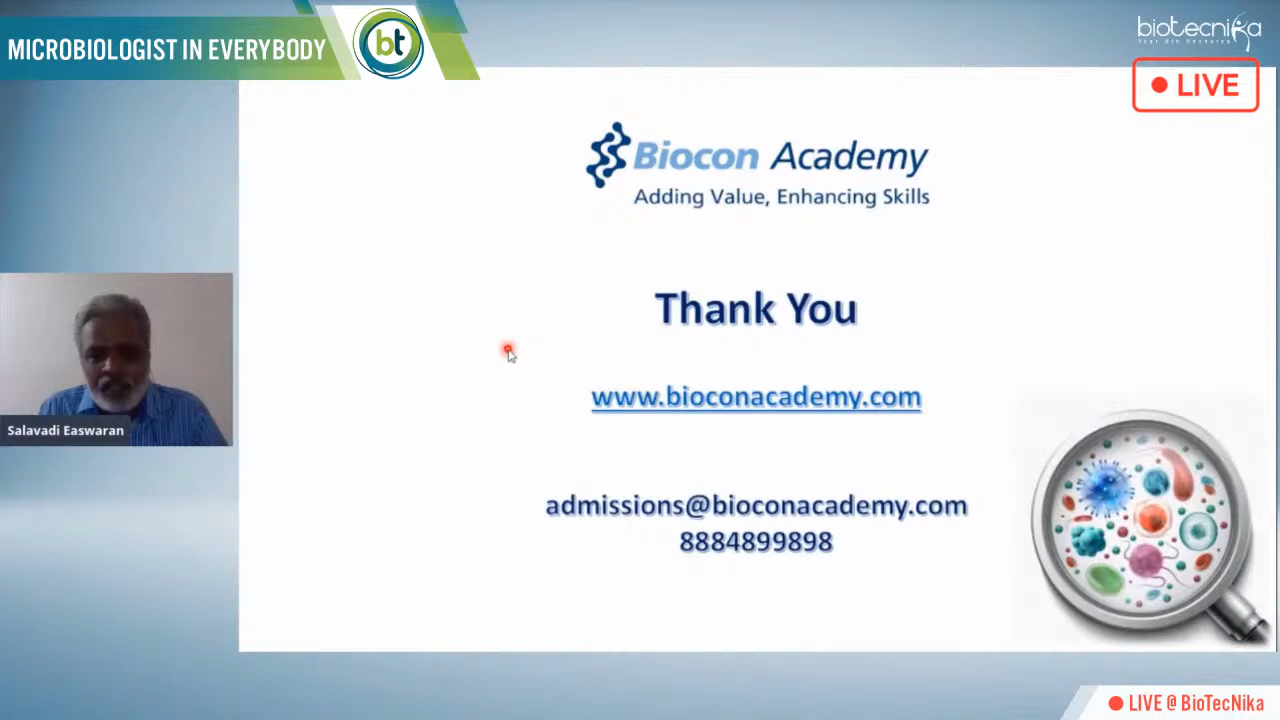 MICROBIOLOGIST IN EVERYBODY
bt
biotecnika
LIVE
Biocon Academy
Adding Value, Enhancing Skills
Thank You
www.bioconacademy.com
Salavadi Easwaran
admissions@bioconacademy.com
8884899898
LIVE @ BioTecNika